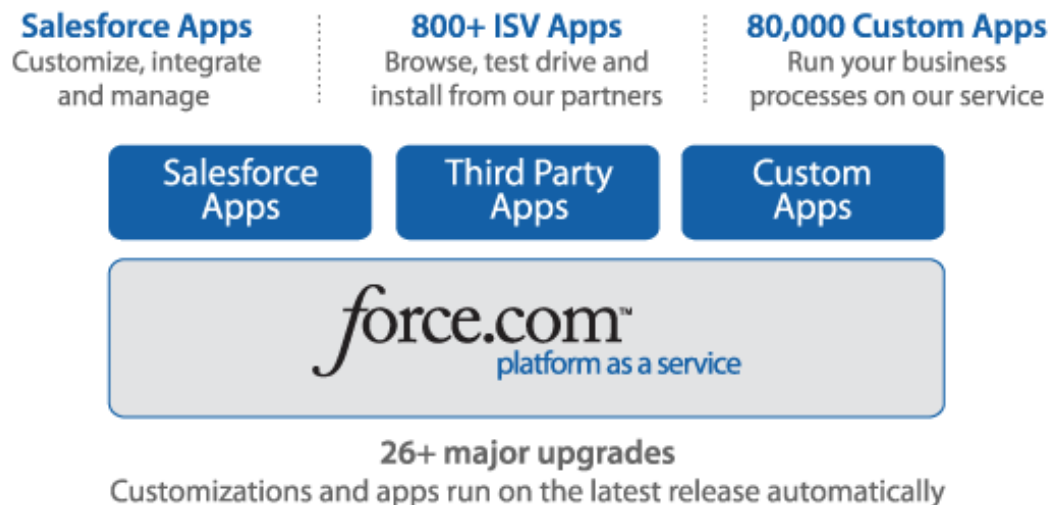 Salesforce Apps
Customize, integrate
and manage
800+ ISV Apps
Browse, test drive and
install from our partners
80,000 Custom Apps
Run your business
processes on our service
Salesforce
Apps
Third Party
Apps
Custom
Apps
force.com™
platform as a service
26+ major upgrades
Customizations and apps run on the latest release automatically